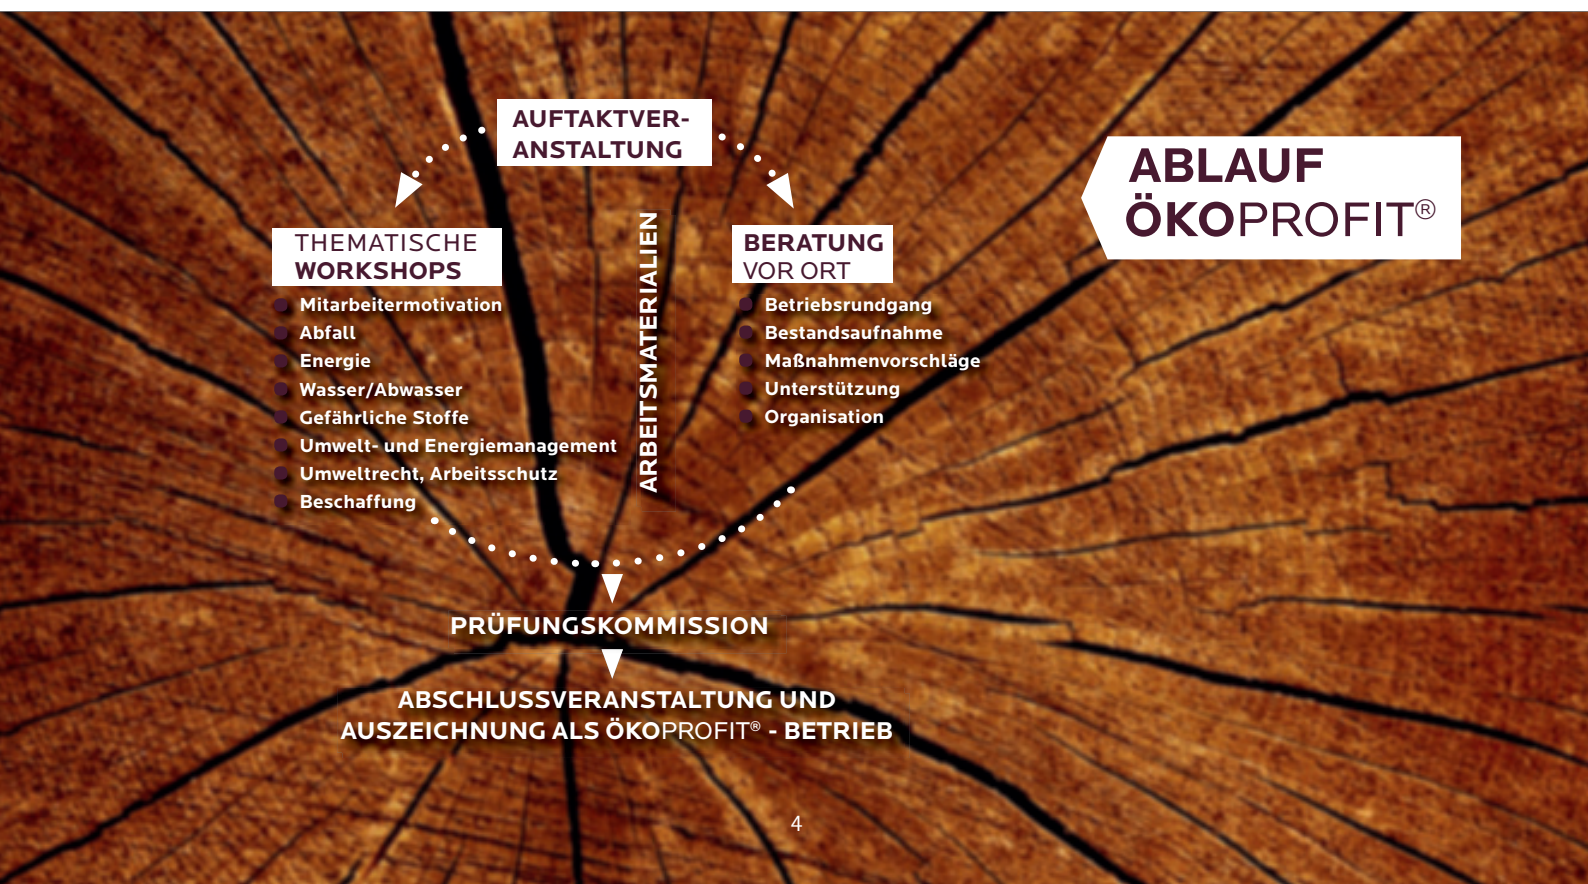 AUFTAKTVER-
ANSTALTUNG
ABLAUF
ÖKOPROFIT®
THEMATISCHE
WORKSHOPS
Mitarbeitermotivation
Abfall
Energie
Wasser/Abwasser
Gefährliche Stoffe
Umwelt- und Energiemanagement
Umweltrecht, Arbeitsschutz
Beschaffung
ARBEITSMATERIALIEN
BERATUNG
VOR ORT
Betriebsrundgang
Bestandsaufnahme
Maßnahmenvorschläge
Unterstützung
Organisation
PRÜFUNGSKOMMISSION
ABSCHLUSSVERANSTALTUNG UND
AUSZEICHNUNG ALS ÖKOPROFIT® - BETRIEB
4